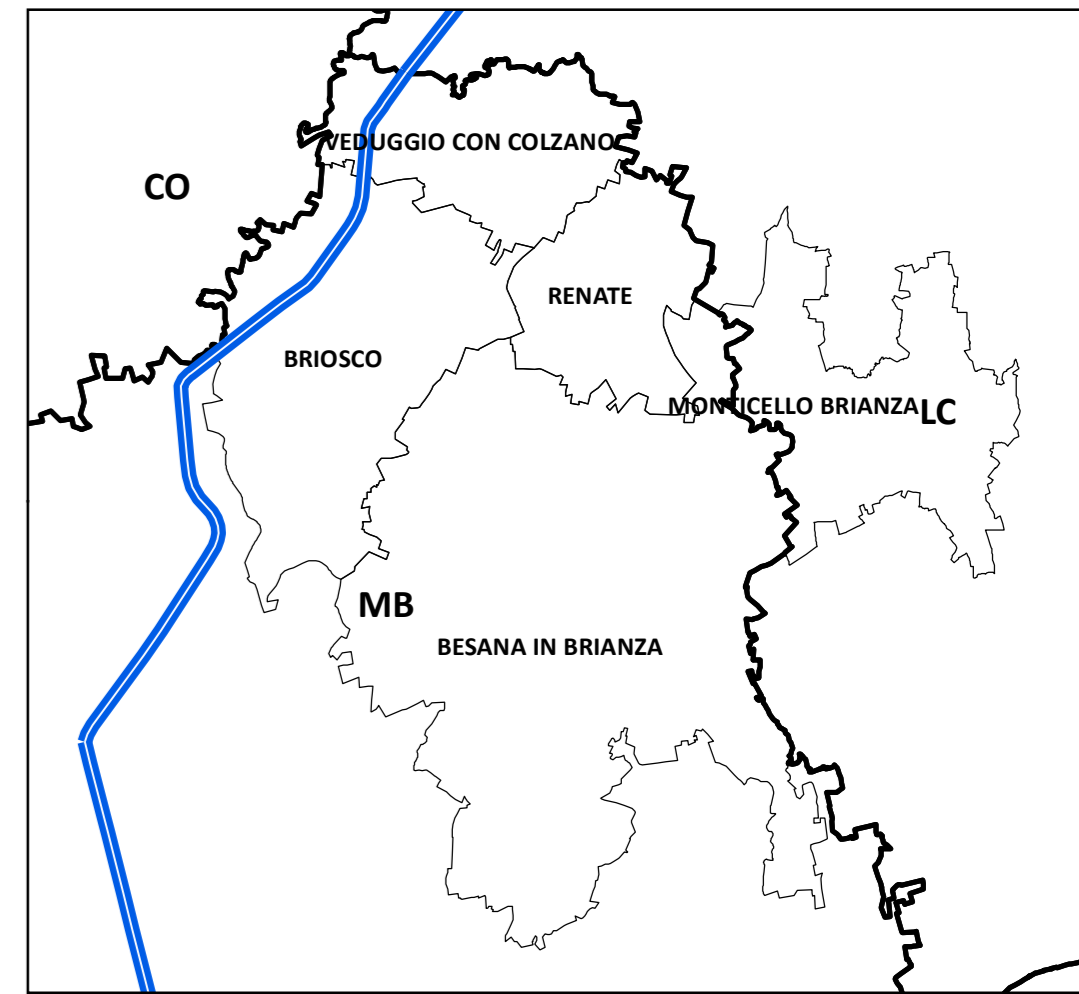 VEDUGGIO CON COLZANO
CO
RENATE
BRIOSCO
MONTICELLO BRIANZA
LC
MB
BESANA IN BRIANZA